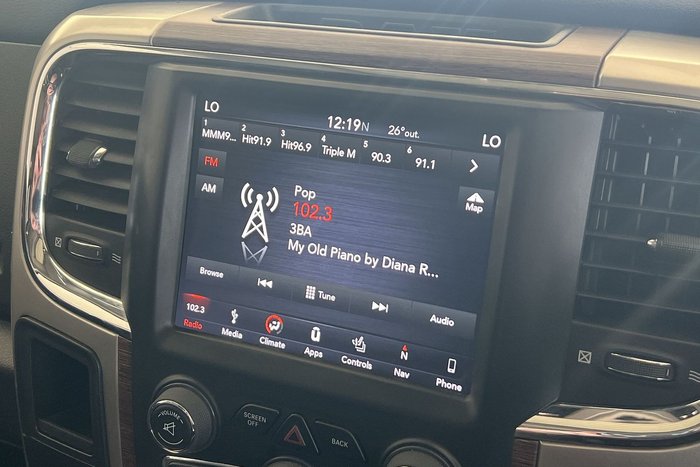 LO
12:19N
26°out.
LO
1 MMM9... 2 Hit91.9 3 Hit96.9 4 Triple M 5 90.3 6 91.1
FM
AM
Map
Pop
102.3
3BA
My Old Piano by Diana R...
Browse
Tune
Audio
102.3
Radio
Media
Climate
Apps
Controls
N
Nav
Phone
VOLUME
SCREEN
OFF
BACK